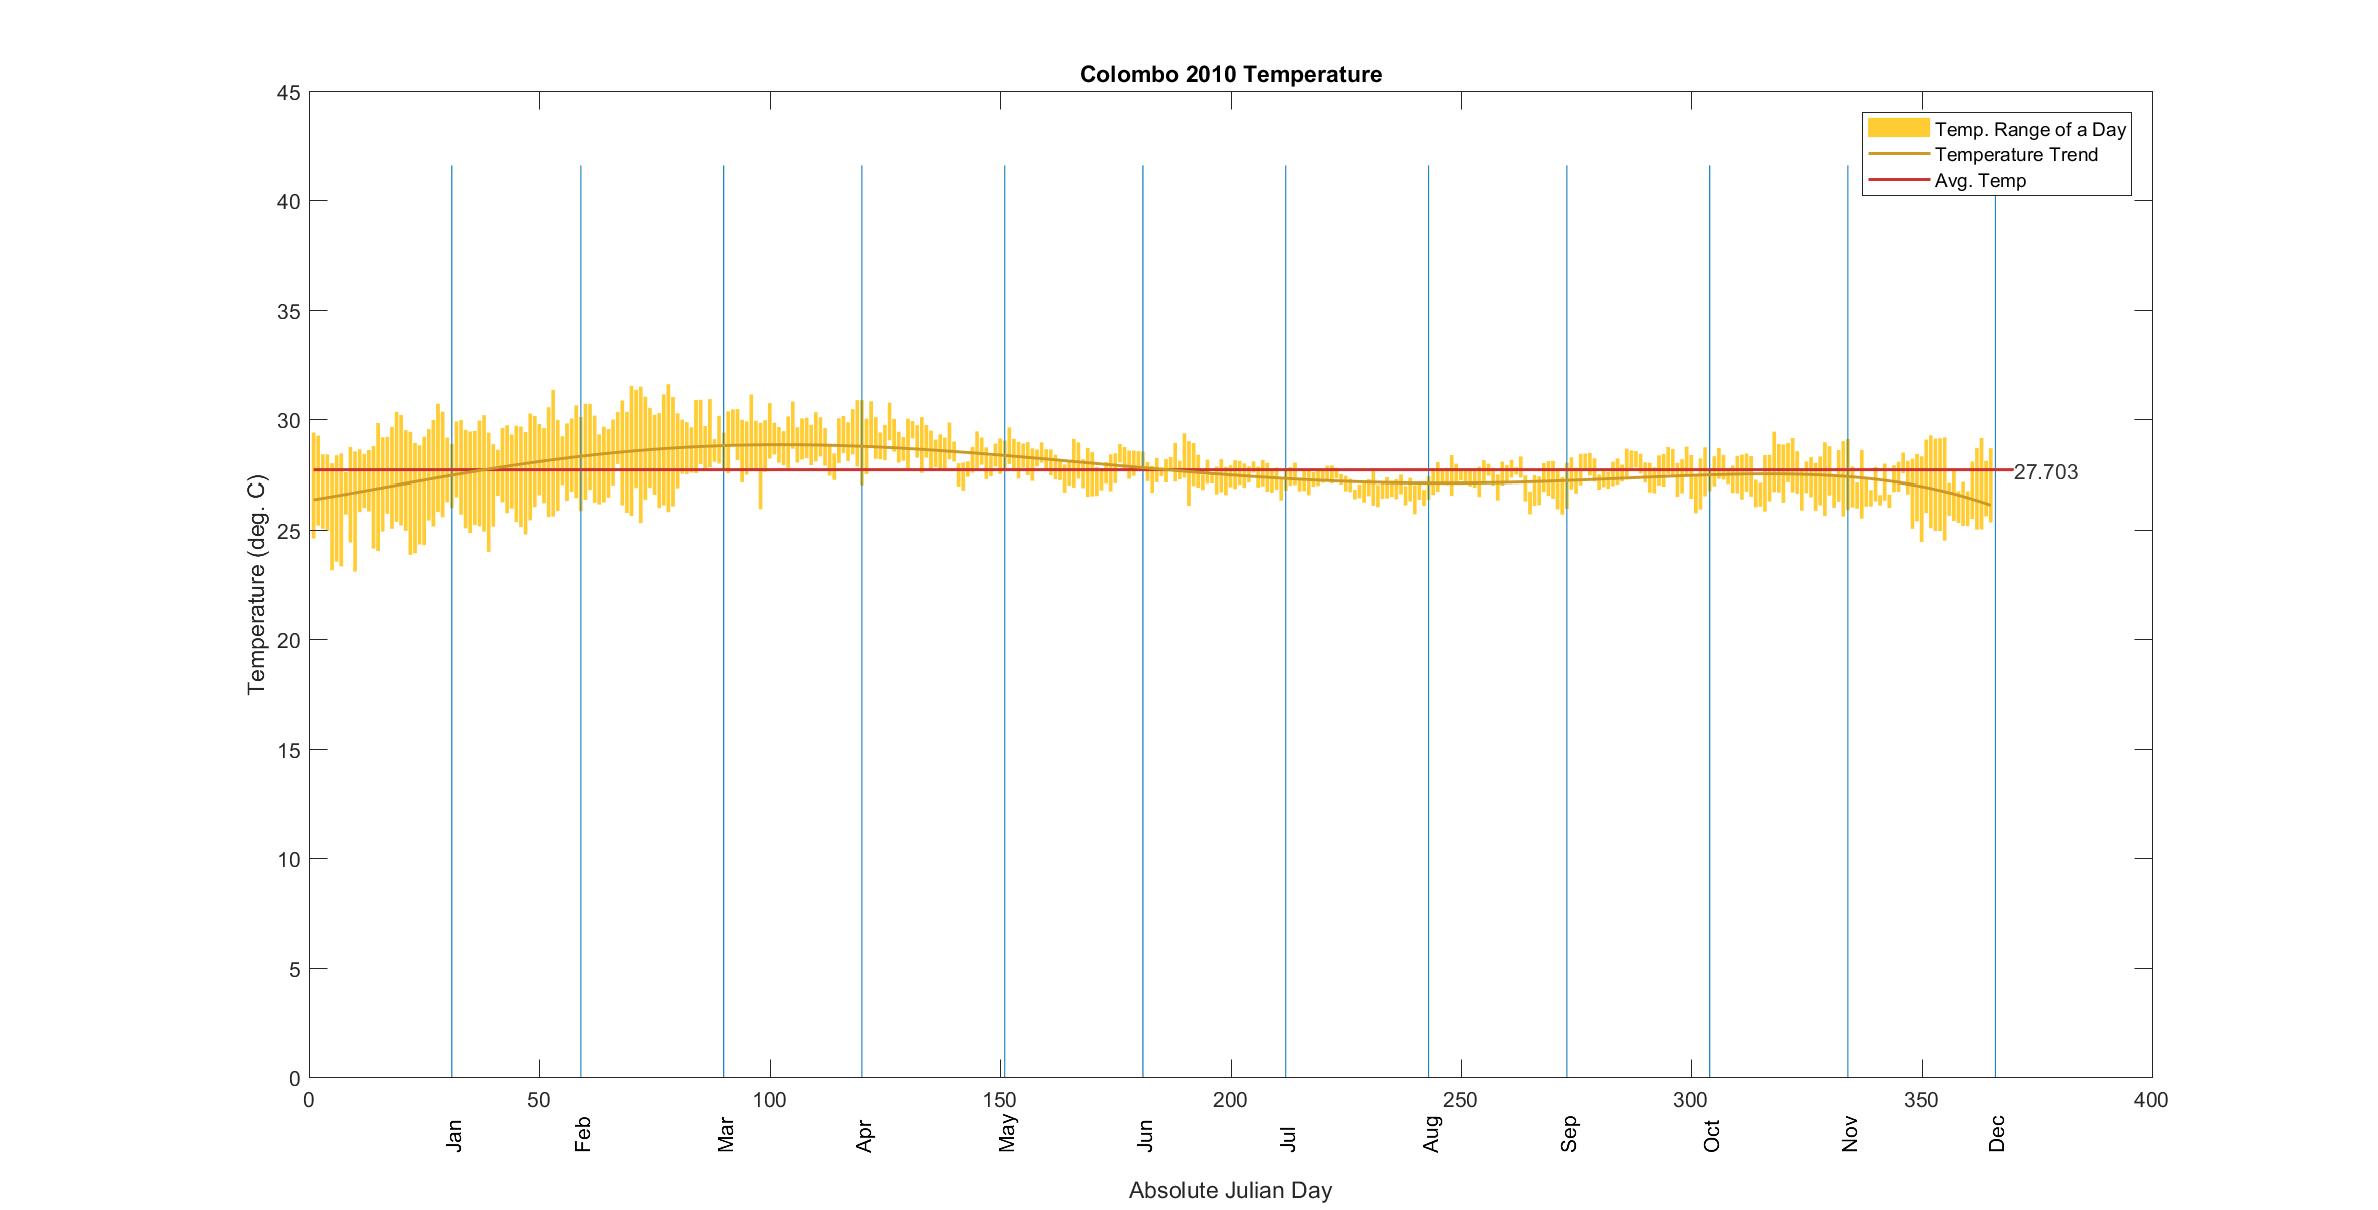 Colombo 2010 Temperature
Temp. Range of a Day
Temperature Trend
Avg. Temp
45
40
35
30
25
20
15
10
5
0
Temperature (deg. C)
27.703
0 50 100 150 200 250 300 350 400
Jan Feb Mar Apr May Jun Jul Aug Sep Oct Nov Dec
Absolute Julian Day